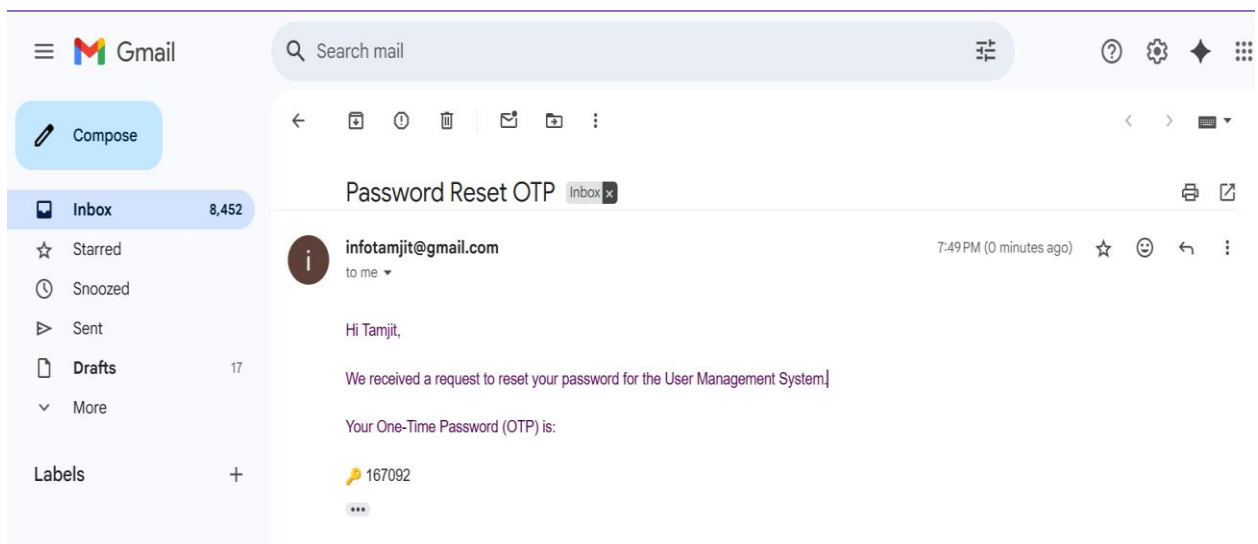 Gmail
Search mail
Compose
Password Reset OTP Inbox x
Inbox 8,452
infotamjit@gmail.com 7:49 PM (0 minutes ago)
i
to me
Starred
Snoozed
Sent
Drafts 17
More
Labels +
Hi Tamjit,
We received a request to reset your password for the User Management System.
Your One-Time Password (OTP) is:
🔑 167092
•••